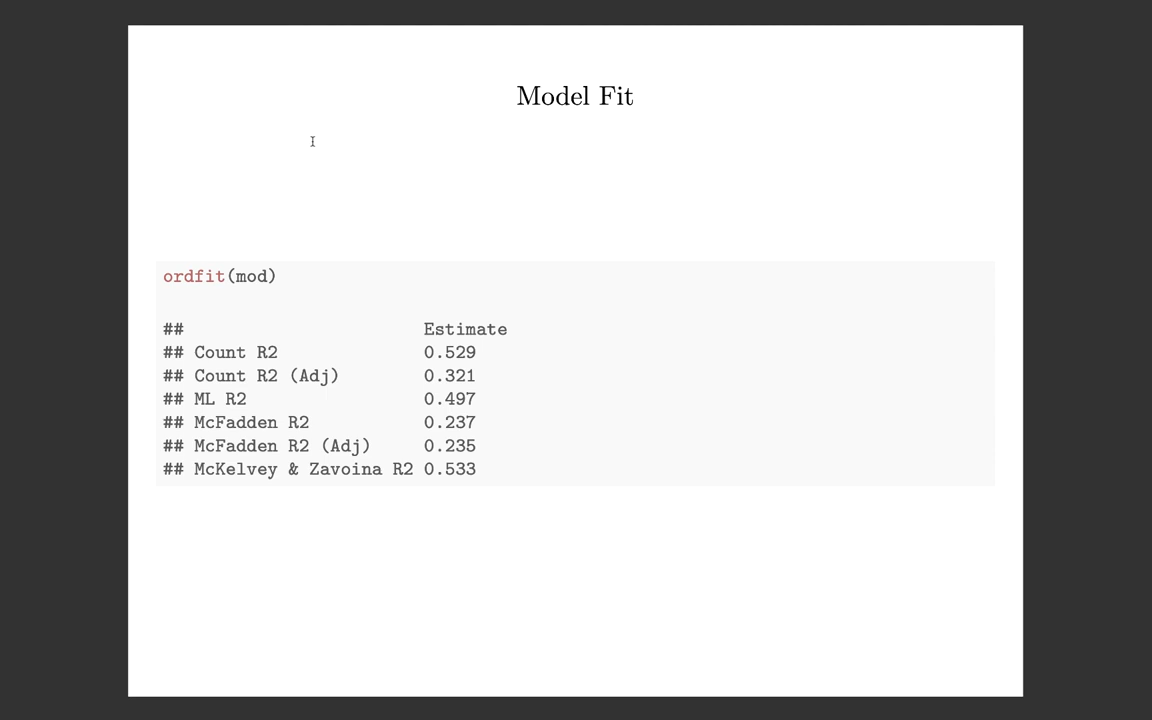 Model Fit
ordfit(mod)
## Estimate
## Count R2 0.529
## Count R2 (Adj) 0.321
## ML R2 0.497
## McFadden R2 0.237
## McFadden R2 (Adj) 0.235
## McKelvey & Zavoina R2 0.533